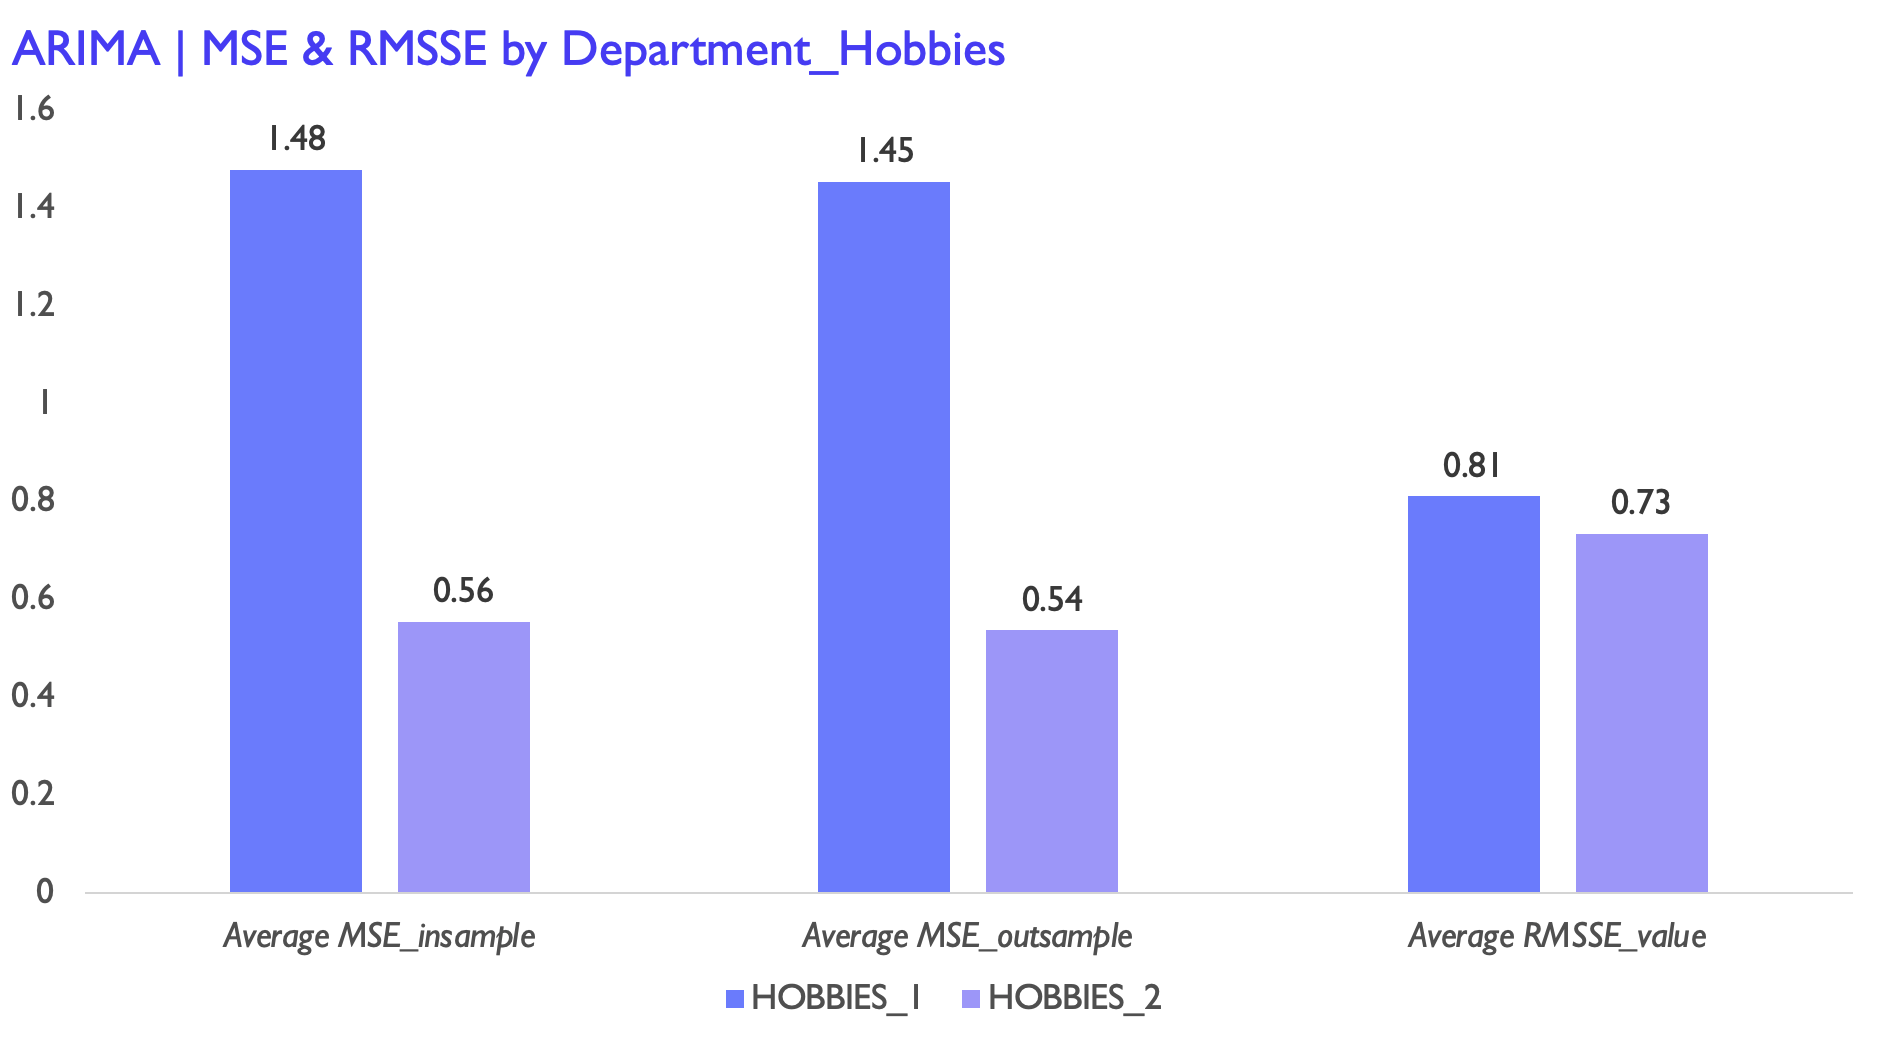 ARIMA | MSE & RMSSE by Department_Hobbies
1.6
1.4
1.2
1
0.8
0.6
0.4
0.2
0
1.48
0.56
1.45
0.54
0.81
0.73
Average MSE_insample
Average MSE_outsample
Average RMSSE_value
HOBBIES_1
HOBBIES_2